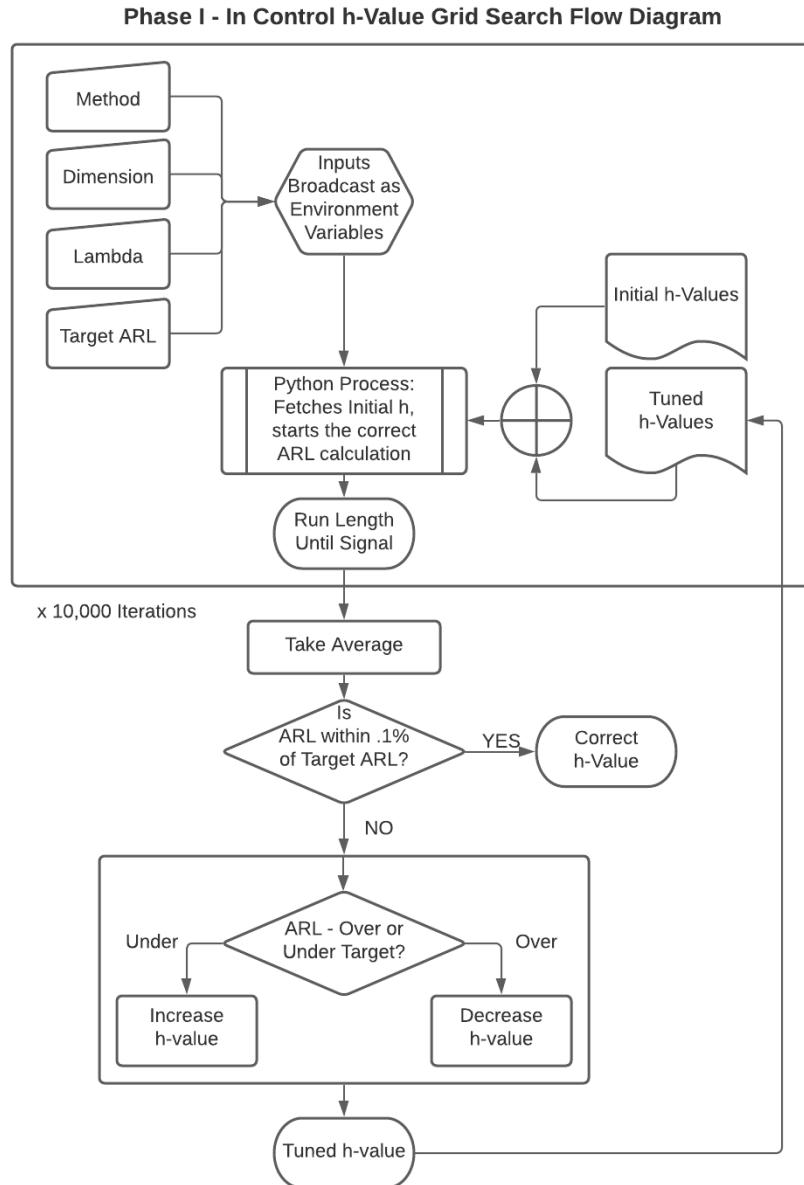 Phase I - In Control h-Value Grid Search Flow Diagram
Method
Dimension
Lambda
Target ARL
Inputs
Broadcast as
Environment
Variables
Initial h-Values
Tuned
h-Values
Python Process:
Fetches Initial h,
starts the correct
ARL calculation
Run Length
Until Signal
x 10,000 Iterations
Take Average
Is
ARL within .1%
of Target ARL?
YES
Correct
h-Value
NO
ARL - Over or
Under Target?
Under
Over
Increase
h-value
Decrease
h-value
Tuned h-value